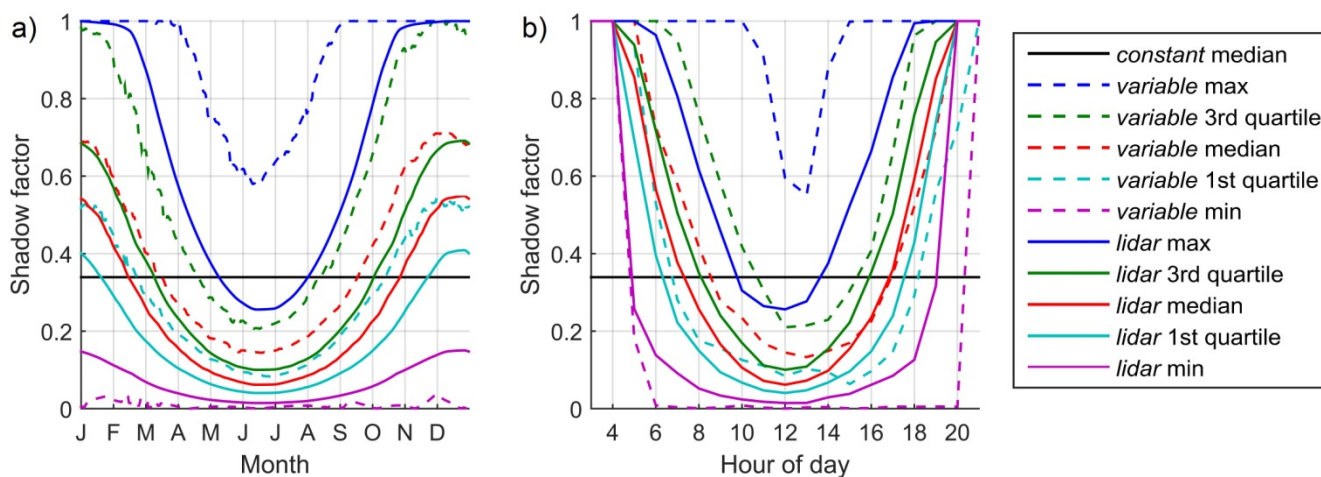 a)
Shadow factor
1
0.8
0.6
0.4
0.2
0
J F M A M J J A S O N D
Month
b)
Shadow factor
1
0.8
0.6
0.4
0.2
0
4 6 8 10 12 14 16 18 20
Hour of day
constant median
variable max
variable 3rd quartile
variable median
variable 1st quartile
variable min
lidar max
lidar 3rd quartile
lidar median
lidar 1st quartile
lidar min